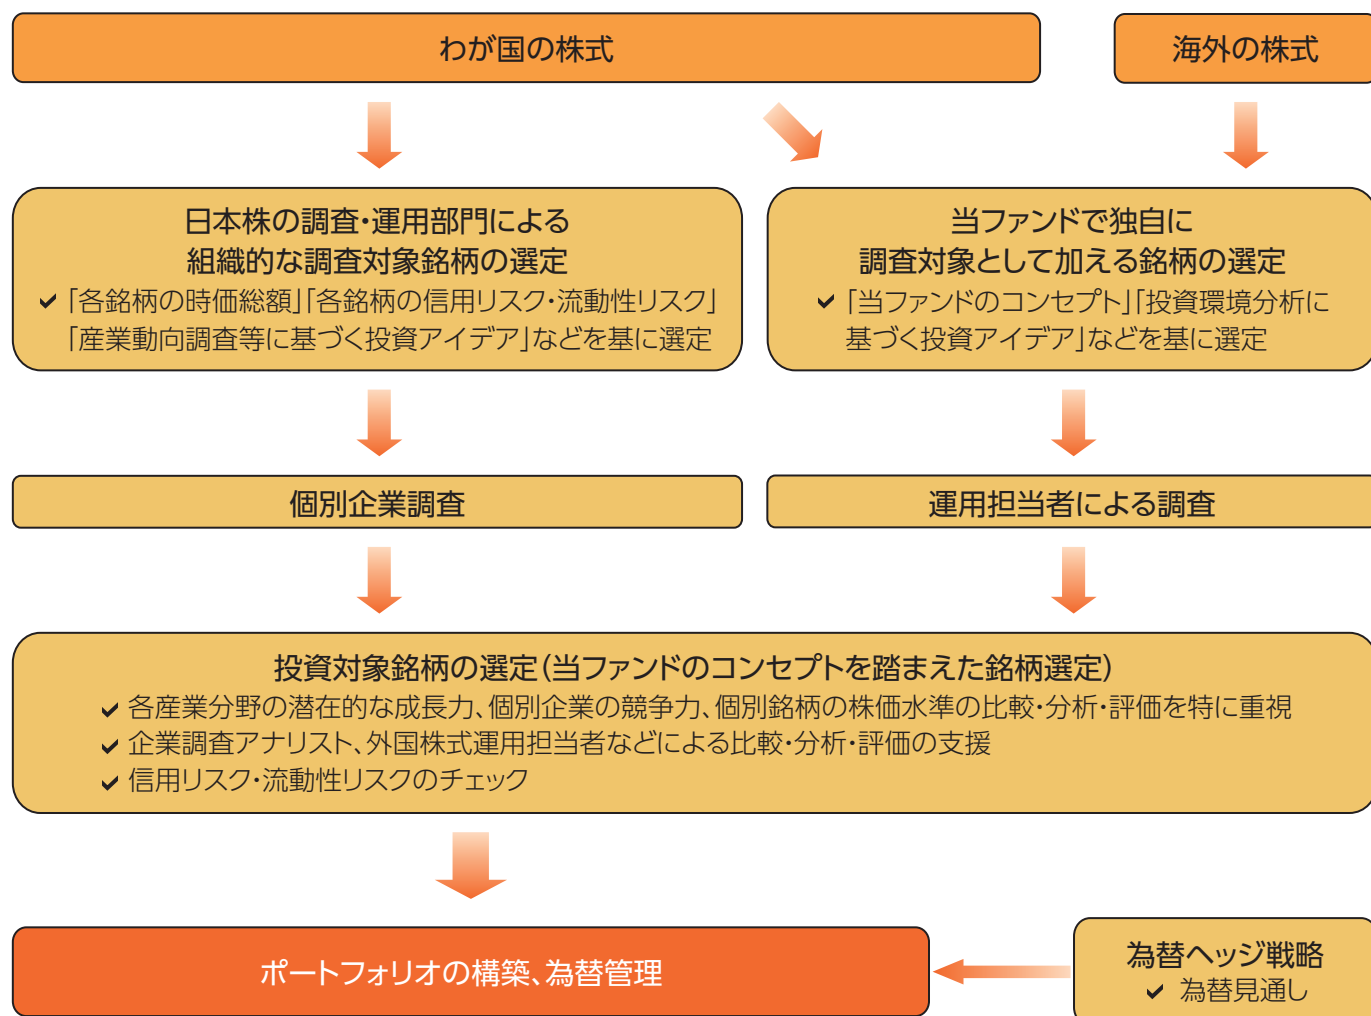 わが国の株式
海外の株式
日本株の調査・運用部門による
組織的な調査対象銘柄の選定
「各銘柄の時価総額」「各銘柄の信用リスク・流動性リスク」
「産業動向調査等に基づく投資アイデア」などを基に選定
当ファンドで独自に
調査対象として加える銘柄の選定
「当ファンドのコンセプト」「投資環境分析に
基づく投資アイデア」などを基に選定
個別企業調査
運用担当者による調査
投資対象銘柄の選定(当ファンドのコンセプトを踏まえた銘柄選定)
各産業分野の潜在的な成長力、個別企業の競争力、個別銘柄の株価水準の比較・分析・評価を特に重視
企業調査アナリスト、外国株式運用担当者などによる比較・分析・評価の支援
信用リスク・流動性リスクのチェック
ポートフォリオの構築、為替管理
為替ヘッジ戦略
為替見通し